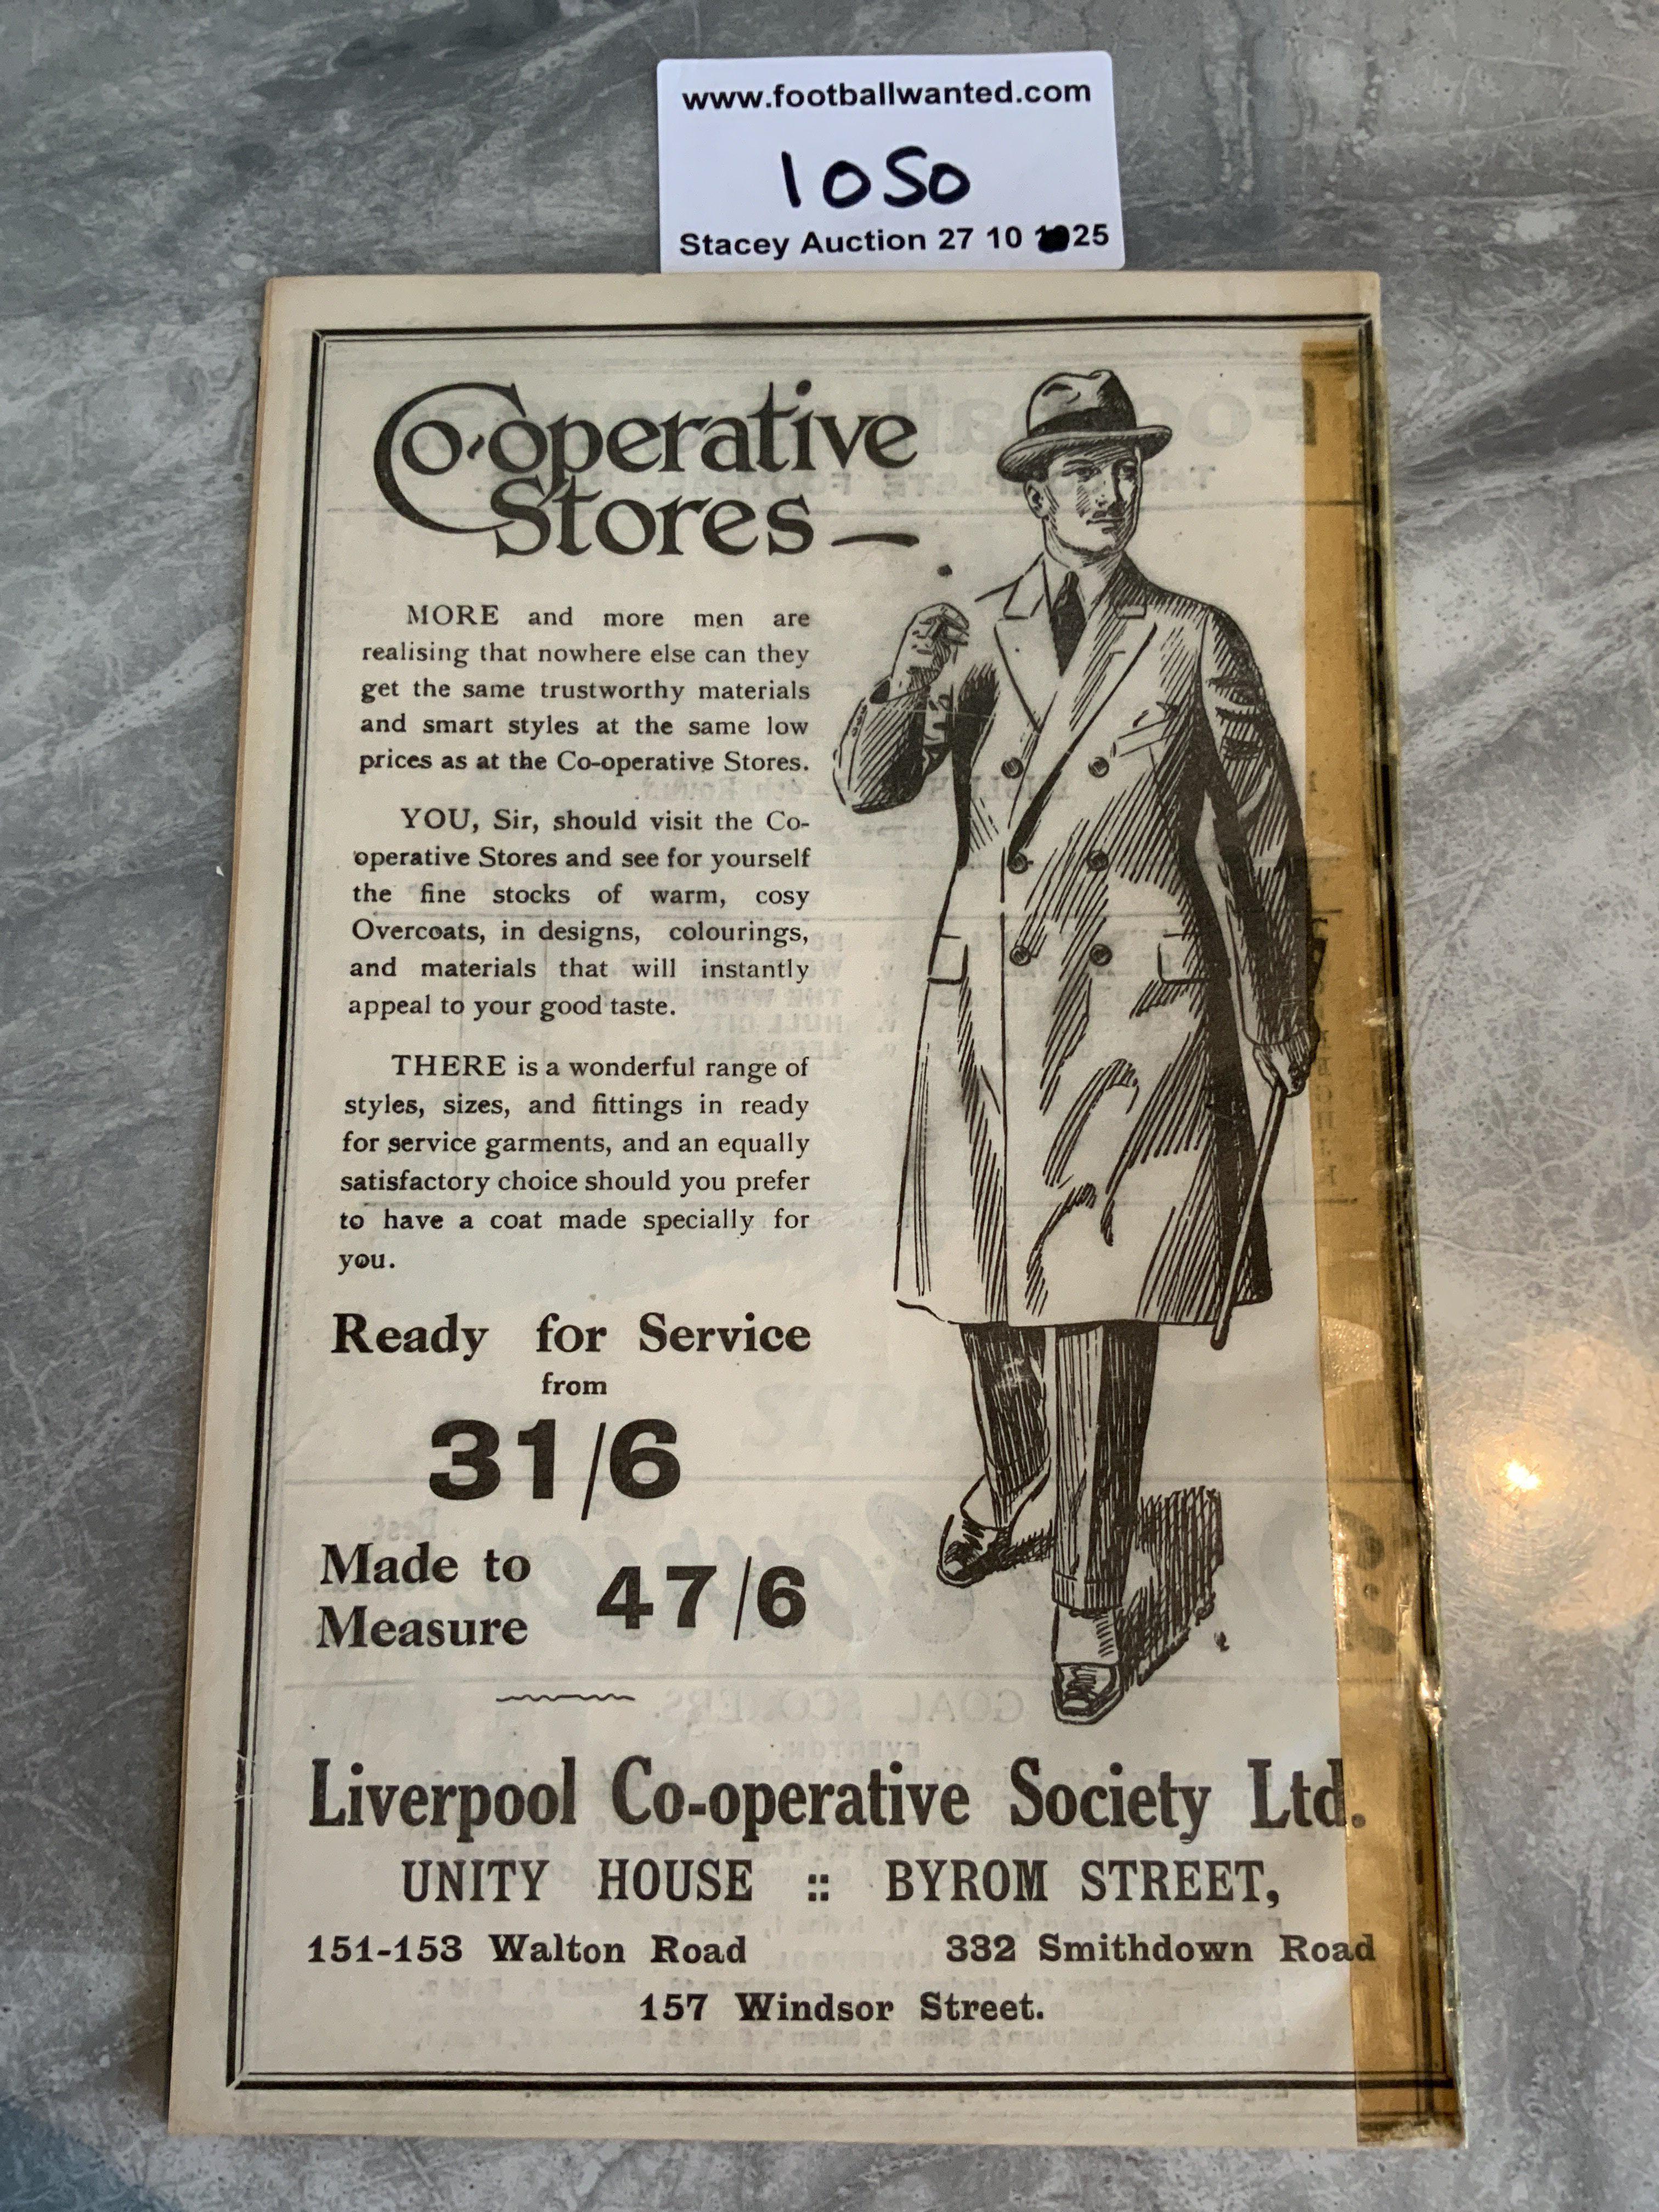 www.footballwanted.com
1050
Stacey Auction 27 10 25
Co-operative
Stores —
MORE and more men are
realising that nowhere else can they
get the same trustworthy materials
and smart styles at the same low
prices as at the Co-operative Stores.
YOU, Sir, should visit the Co-
operative Stores and see for yourself
the fine stocks of warm, cosy
Overcoats, in designs, colourings,
and materials that will instantly
appeal to your good taste.
THERE is a wonderful range of
styles, sizes, and fittings in ready
for service garments, and an equally
satisfactory choice should you prefer
to have a coat made specially for
you.
Ready for Service
from
31/6
Made to
Measure 47/6
Liverpool Co-operative Society Ltd.
UNITY HOUSE :: BYROM STREET,
151-153 Walton Road 332 Smithdown Road
157 Windsor Street.